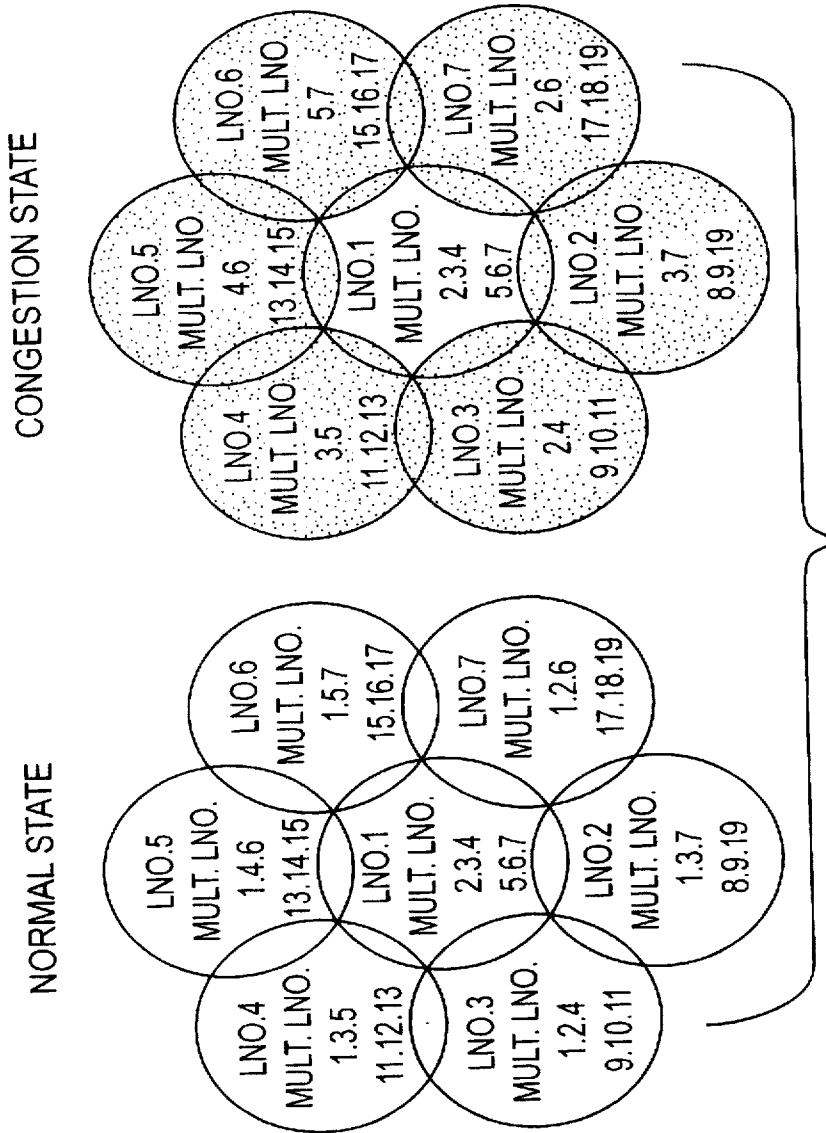 NORMAL STATE
LNO.5
MULT. LNO.
1.4.6
13.14.15
LNO.4
MULT. LNO.
1.3.5
11.12.13
LNO.6
MULT. LNO.
1.5.7
15.16.17
LNO.1
MULT. LNO.
2.3.4
5.6.7
LNO.3
MULT. LNO.
1.2.4
9.10.11
LNO.7
MULT. LNO.
1.2.6
17.18.19
LNO.2
MULT. LNO.
1.3.7
8.9.19
CONGESTION STATE
LNO.5
MULT. LNO
4.6
13.14.15
LNO.4
MULT. LNO.
3.5
11.12.13
LNO.6
MULT. LNO.
5.7
15.16.17
LNO.1
MULT. LNO.
2.3.4
5.6.7
LNO.3
MULT. LNO.
2.4
9.10.11
LNO.7
MULT. LNO.
2.6
17.18.19
LNO.2
MULT. LNO
3.7
8.9.19